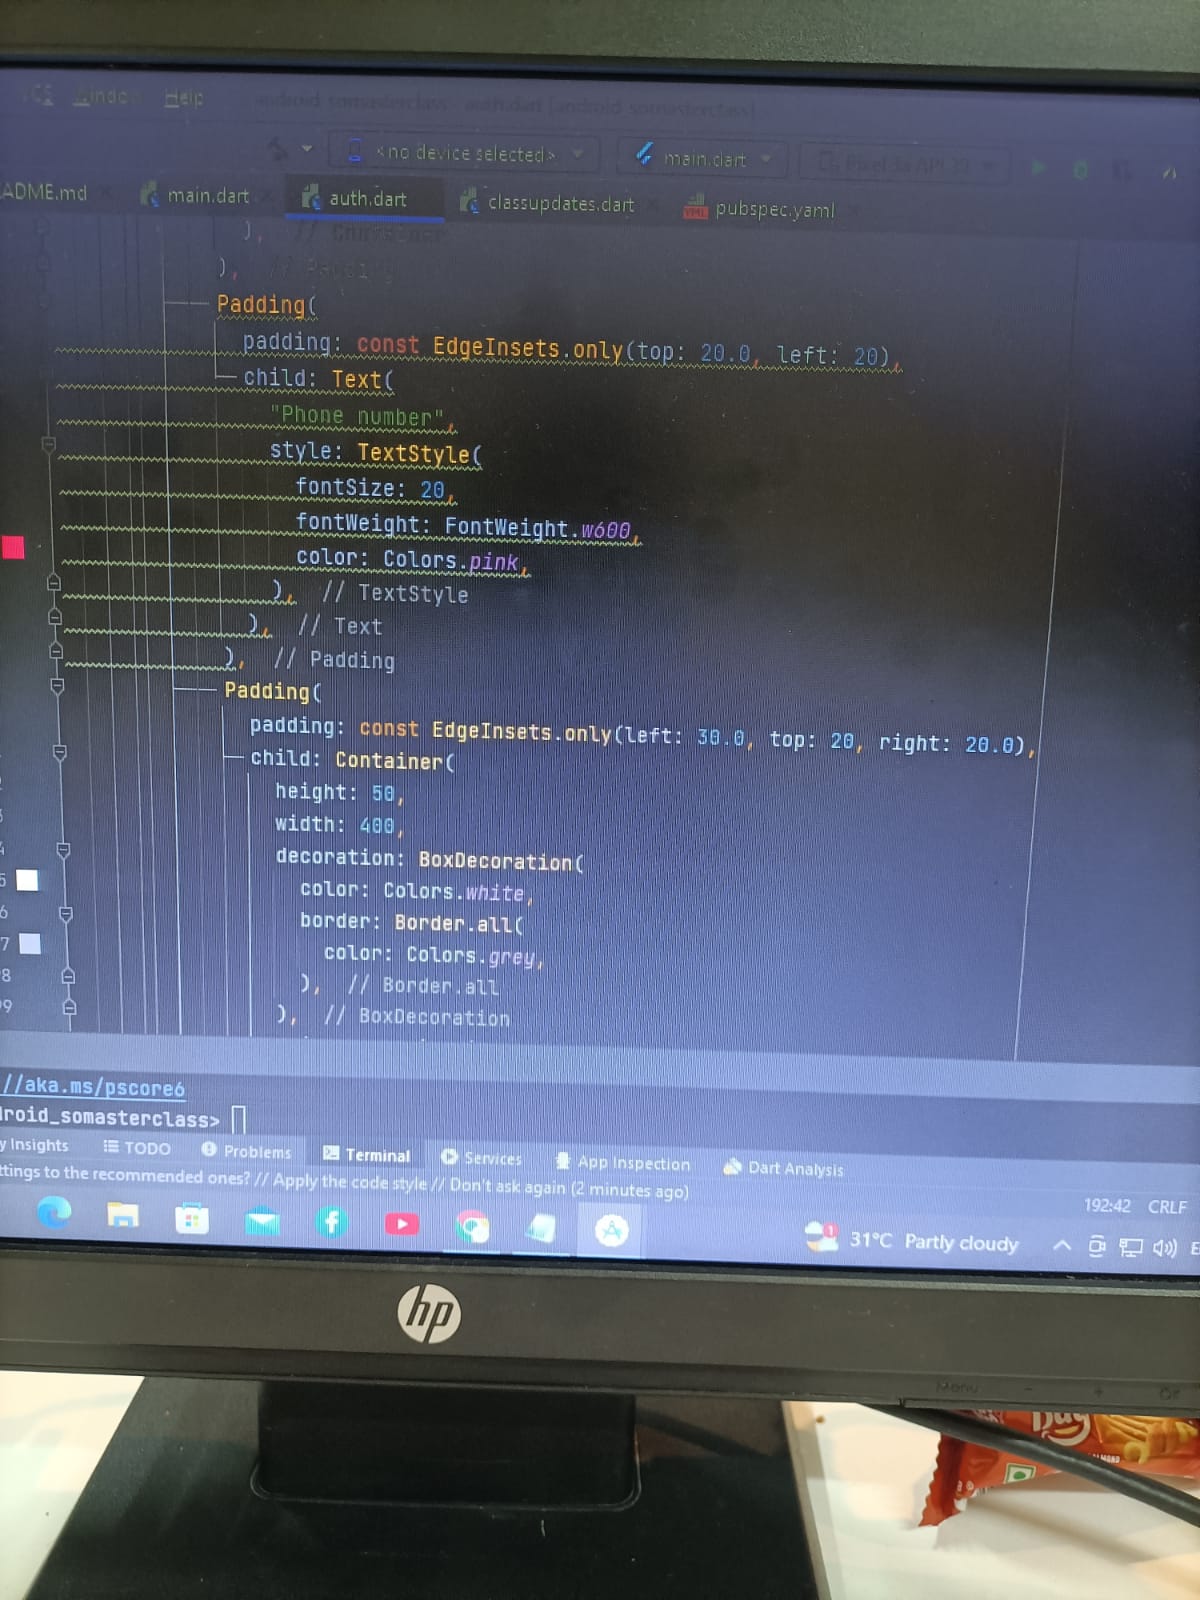 Window Help
android_somasterclass - auth.dart [android_somasterclass]
<no device selected> main.dart Pixel 3a API 30
ADME.md main.dart auth.dart classupdates.dart pubspec.yaml
), // Container
), // Padding
Padding(
padding: const EdgeInsets.only(top: 20.0, left: 20),
child: Text(
"Phone number",
style: TextStyle(
fontSize: 20,
fontWeight: FontWeight.w600,
color: Colors.pink,
), // TextStyle
), // Text
), // Padding
Padding(
padding: const EdgeInsets.only(left: 30.0, top: 20, right: 20.0),
child: Container(
height: 50,
width: 400,
decoration: BoxDecoration(
color: Colors.white,
border: Border.all(
color: Colors.grey,
), // Border.all
), // BoxDecoration
//aka.ms/pscore6
droid_somasterclass>
y Insights TODO Problems Terminal Services App Inspection Dart Analysis
ttings to the recommended ones? // Apply the code style // Don't ask again (2 minutes ago)
192:42 CRLF
1 31°C Partly cloudy
hp
Menu - +
ALMOND